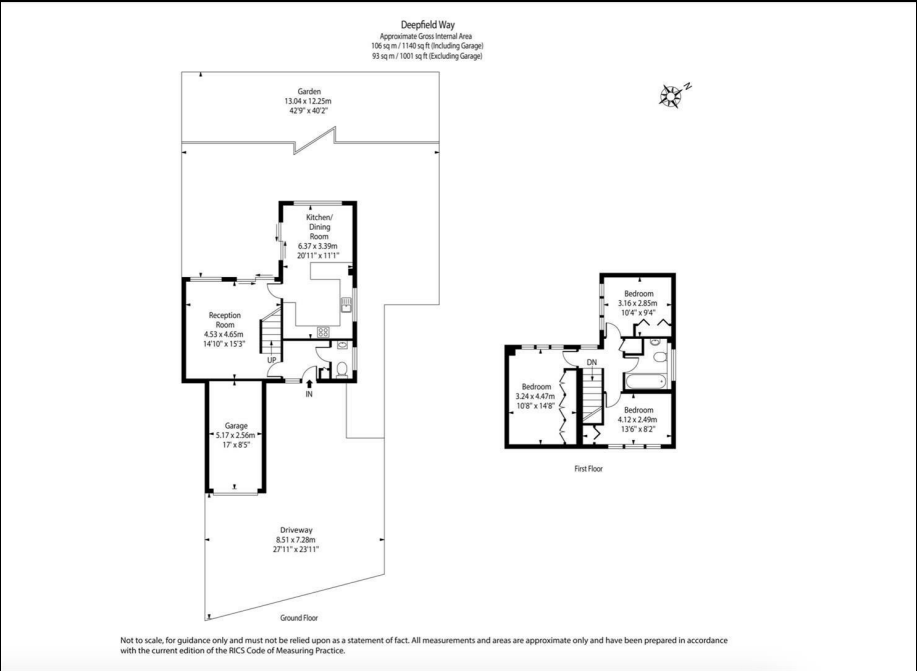 Deepfield Way
Approximate Gross Internal Area
106 sq m / 1140 sq ft (Including Garage)
93 sq m / 1001 sq ft (Excluding Garage)
N
Garden
13.04 x 12.25m
42'9" x 40'2"
Kitchen/
Dining
Room
6.37 x 3.39m
20'11" x 11'1"
Reception
Room
4.53 x 4.65m
14'10" x 15'3"
UP
IN
Garage
5.17 x 2.56m
17' x 8'5"
Driveway
8.51 x 7.28m
27'11" x 23'11"
Ground Floor
Bedroom
3.16 x 2.85m
10'4" x 9'4"
DN
Bedroom
3.24 x 4.47m
10'8" x 14'8"
Bedroom
4.12 x 2.49m
13'6" x 8'2"
First Floor
Not to scale, for guidance only and must not be relied upon as a statement of fact. All measurements and areas are approximate only and have been prepared in accordance
with the current edition of the RICS Code of Measuring Practice.